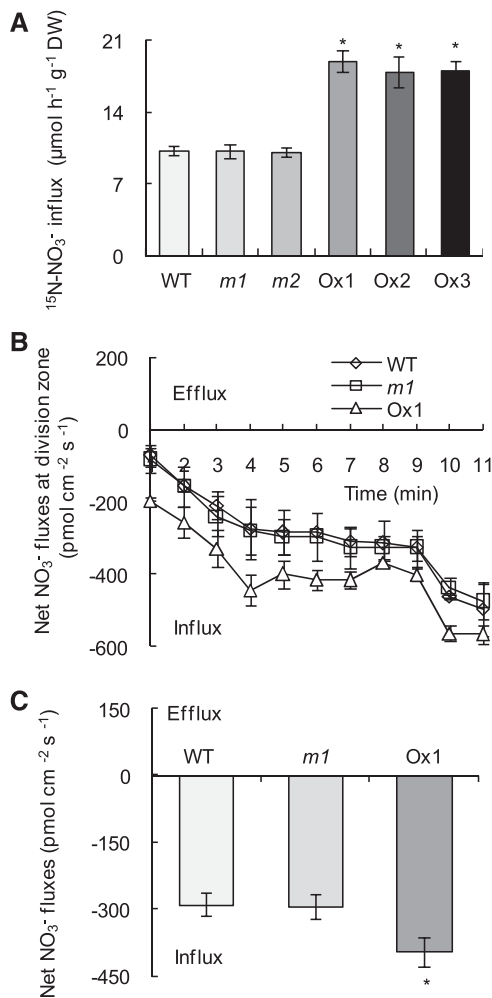 A
¹⁵N-NO₃⁻ influx (µmol h⁻¹ g⁻¹ DW)
21
14
7
0
* * *
WT m1 m2 Ox1 Ox2 Ox3
B
Net NO₃⁻ fluxes at division zone
(pmol cm⁻² s⁻¹)
200
0
-200
-400
-600
Efflux
WT
m1
Ox1
2 3 4 5 6 7 8 9 10 11
Time (min)
Influx
C
Net NO₃⁻ fluxes (pmol cm⁻² s⁻¹)
150
0
-150
-300
-450
Efflux
WT m1 Ox1
Influx
*